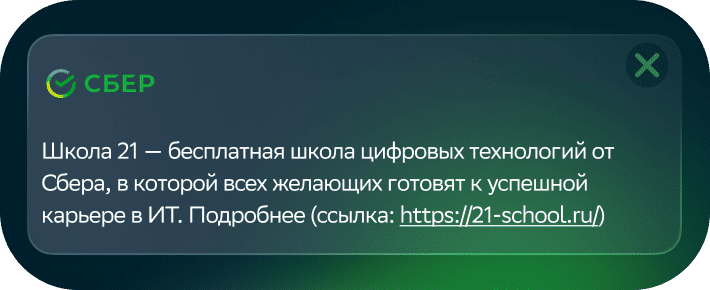 СБЕР
Школа 21 — бесплатная школа цифровых технологий от
Сбера, в которой всех желающих готовят к успешной
карьере в ИТ. Подробнее (ссылка: https://21-school.ru/)